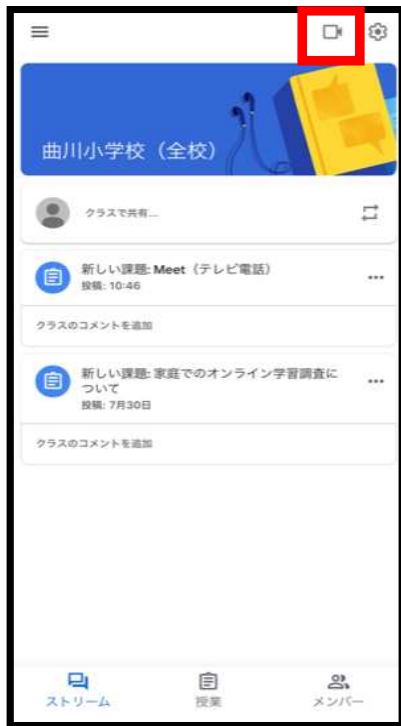 曲川小学校（全校）
クラスで共有...
新しい課題: Meet（テレビ電話）
投稿: 10:46
クラスのコメントを追加
新しい課題: 家庭でのオンライン学習調査に
ついて
投稿: 7月30日
クラスのコメントを追加
ストリーム
授業
メンバー